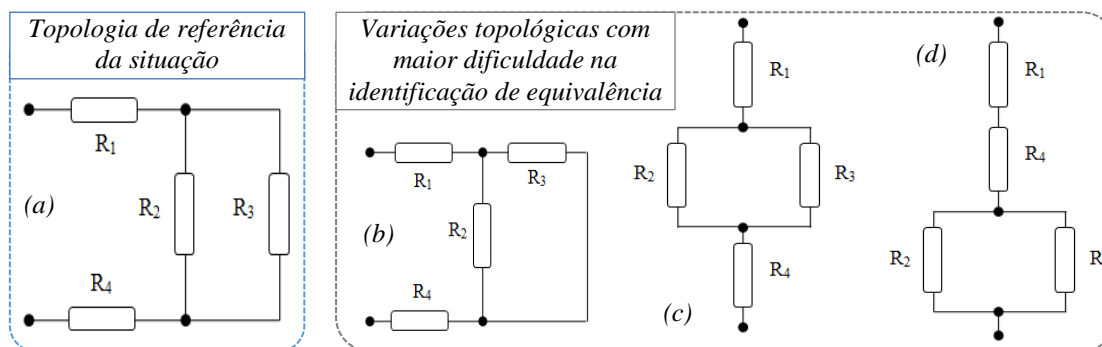 Topologia de referência
da situação
R₁
R₂
R₃
(a)
R₄
Variações topológicas com
maior dificuldade na
identificação de equivalência
R₁
R₃
R₂
(b)
R₄
R₁
R₂
R₃
R₄
(c)
(d)
R₁
R₄
R₂
R